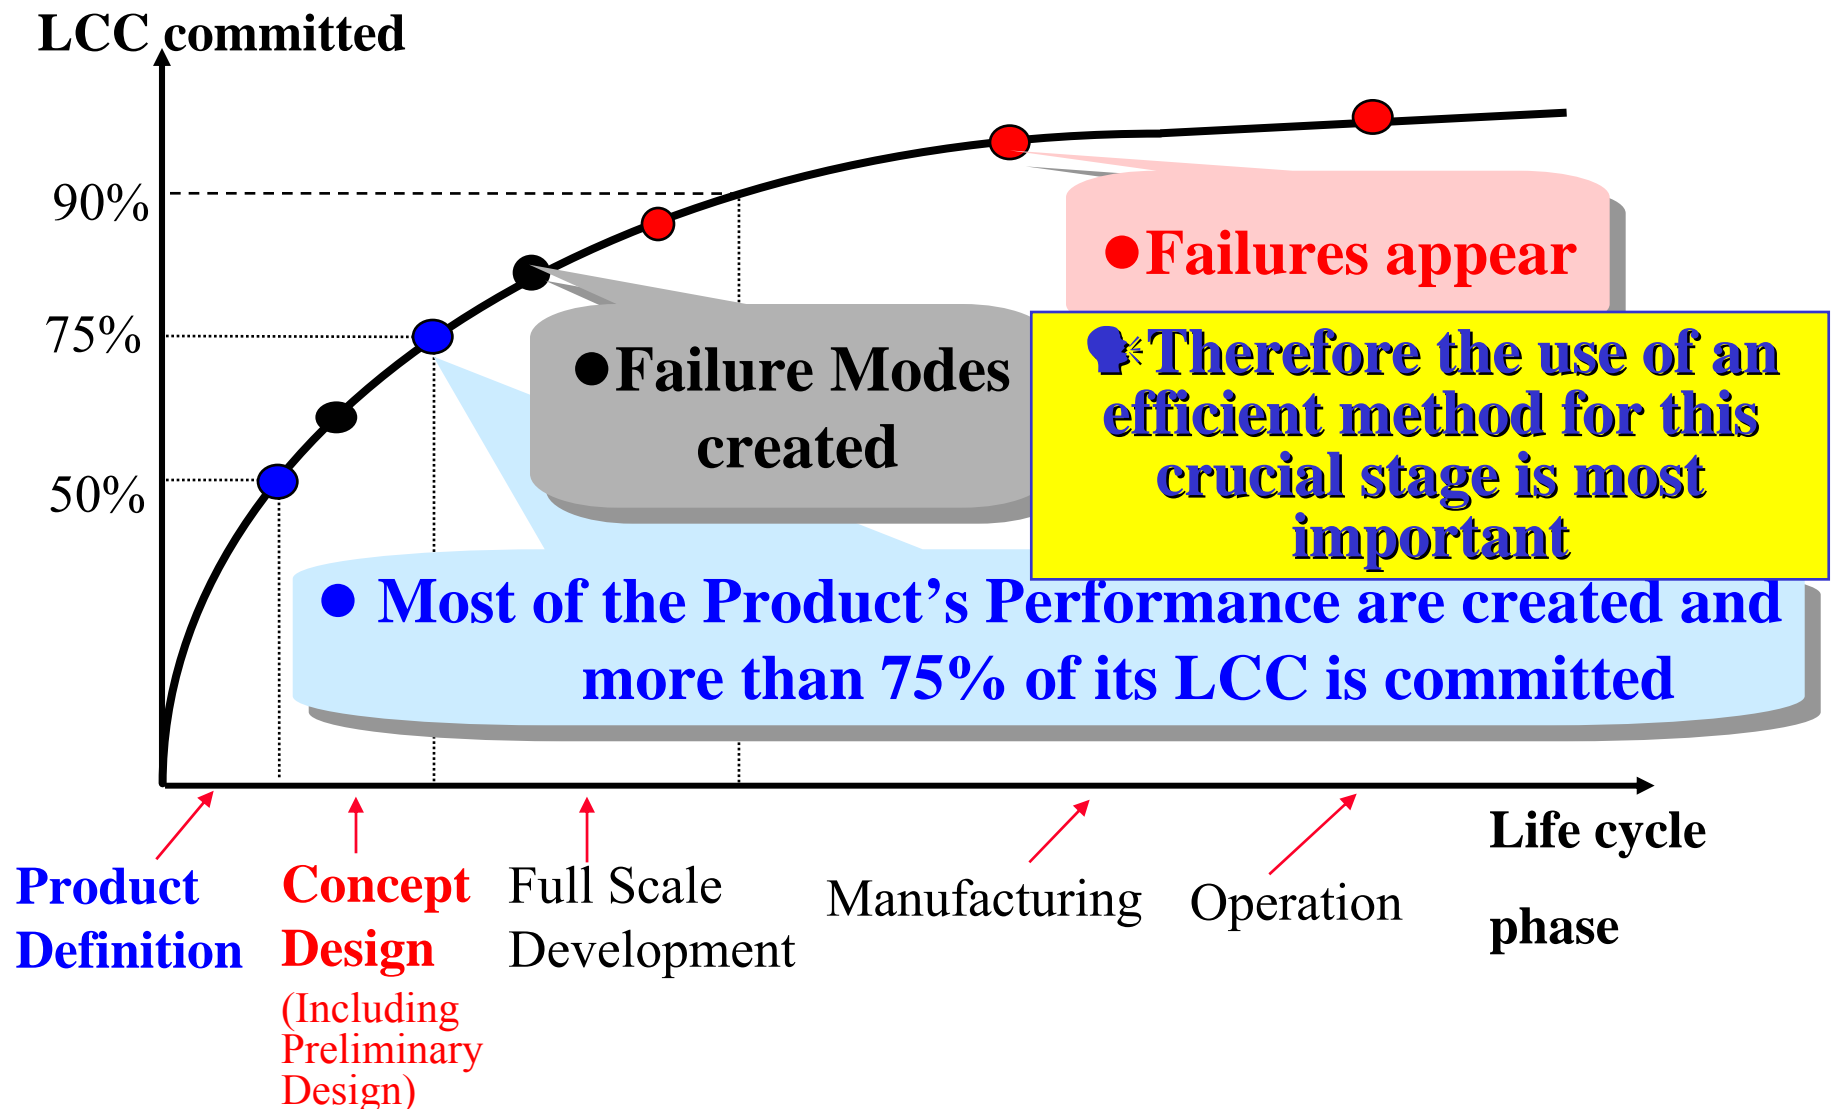 LCC committed
90%
75%
50%
●Failures appear
●Failure Modes
created
🗣Therefore the use of an
efficient method for this
crucial stage is most
important
● Most of the Product’s Performance are created and
more than 75% of its LCC is committed
Life cycle
phase
Product
Definition
Concept
Design
(Including
Preliminary
Design)
Full Scale
Development
Manufacturing
Operation